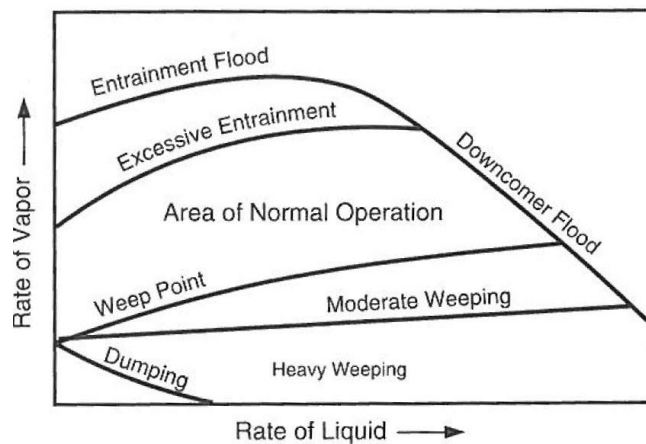 Entrainment Flood
Excessive Entrainment
Downcomer Flood
Area of Normal Operation
Rate of Vapor
Weep Point
Moderate Weeping
Dumping
Heavy Weeping
Rate of Liquid